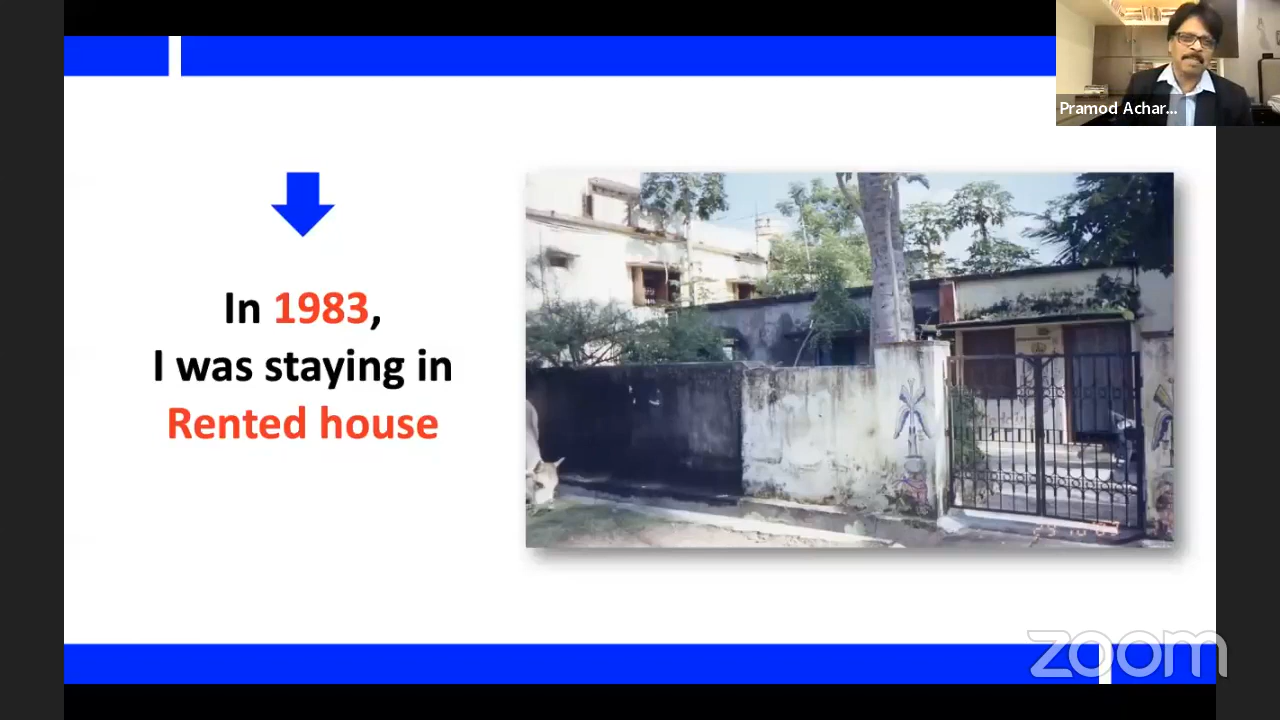 Pramod Achar...
In 1983,
I was staying in
Rented house
zoom